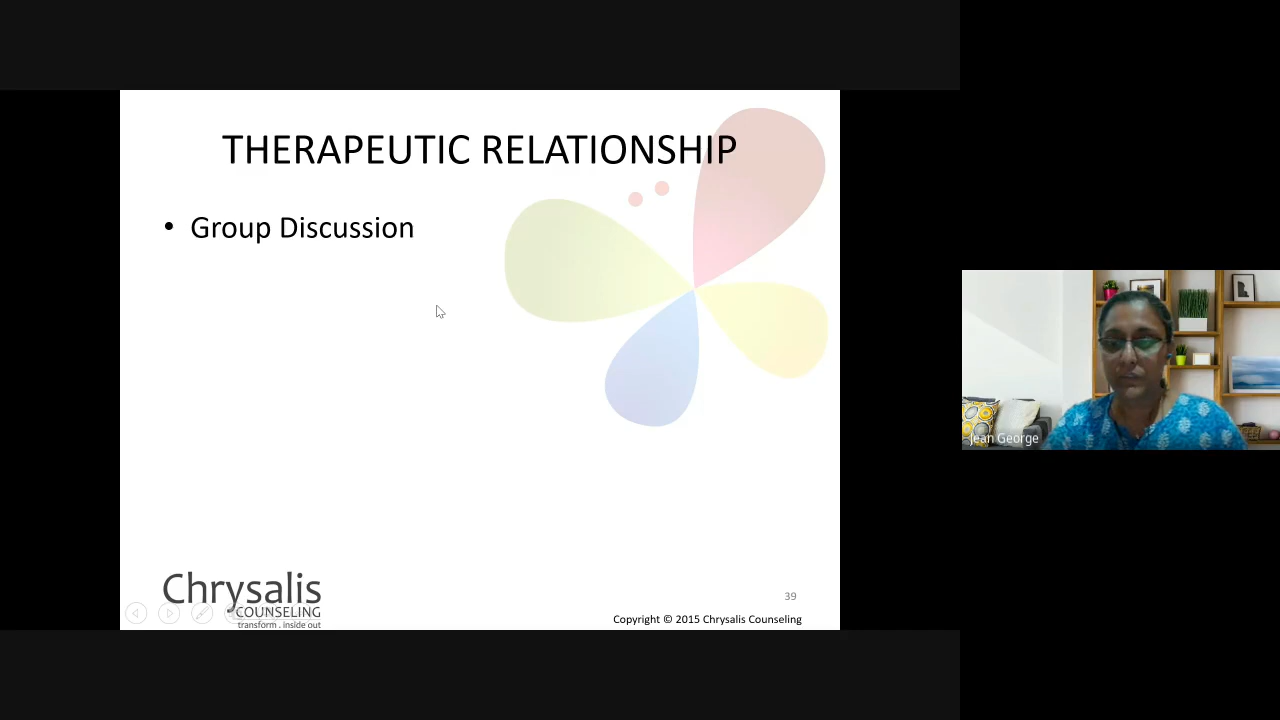 THERAPEUTIC RELATIONSHIP
• Group Discussion
Chrysalis
COUNSELING
transform . inside out
39
Copyright © 2015 Chrysalis Counseling
Jean George